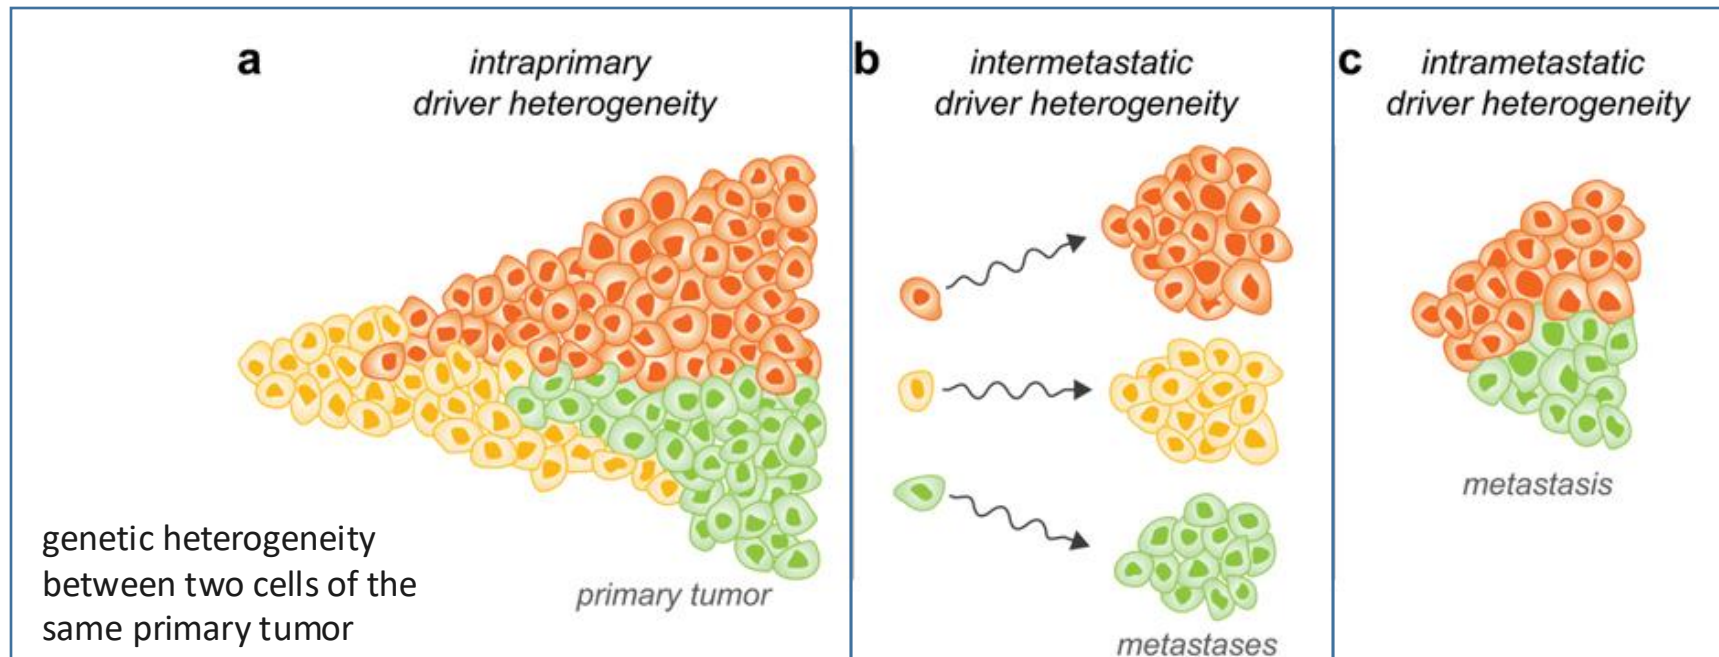 a
intraprimary
driver heterogeneity
genetic heterogeneity
between two cells of the
same primary tumor
primary tumor
b
intermetastatic
driver heterogeneity
metastases
c
intrametastatic
driver heterogeneity
metastasis